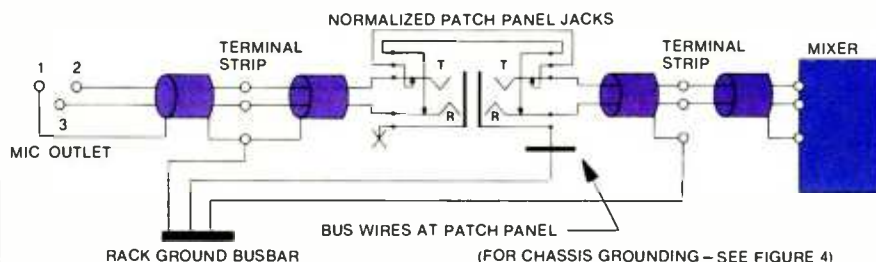 NORMALIZED PATCH PANEL JACKS
TERMINAL
STRIP
TERMINAL
STRIP
MIXER
1
2
3
T
T
R
R
MIC OUTLET
BUS WIRES AT PATCH PANEL
RACK GROUND BUSBAR
(FOR CHASSIS GROUNDING – SEE FIGURE 4)